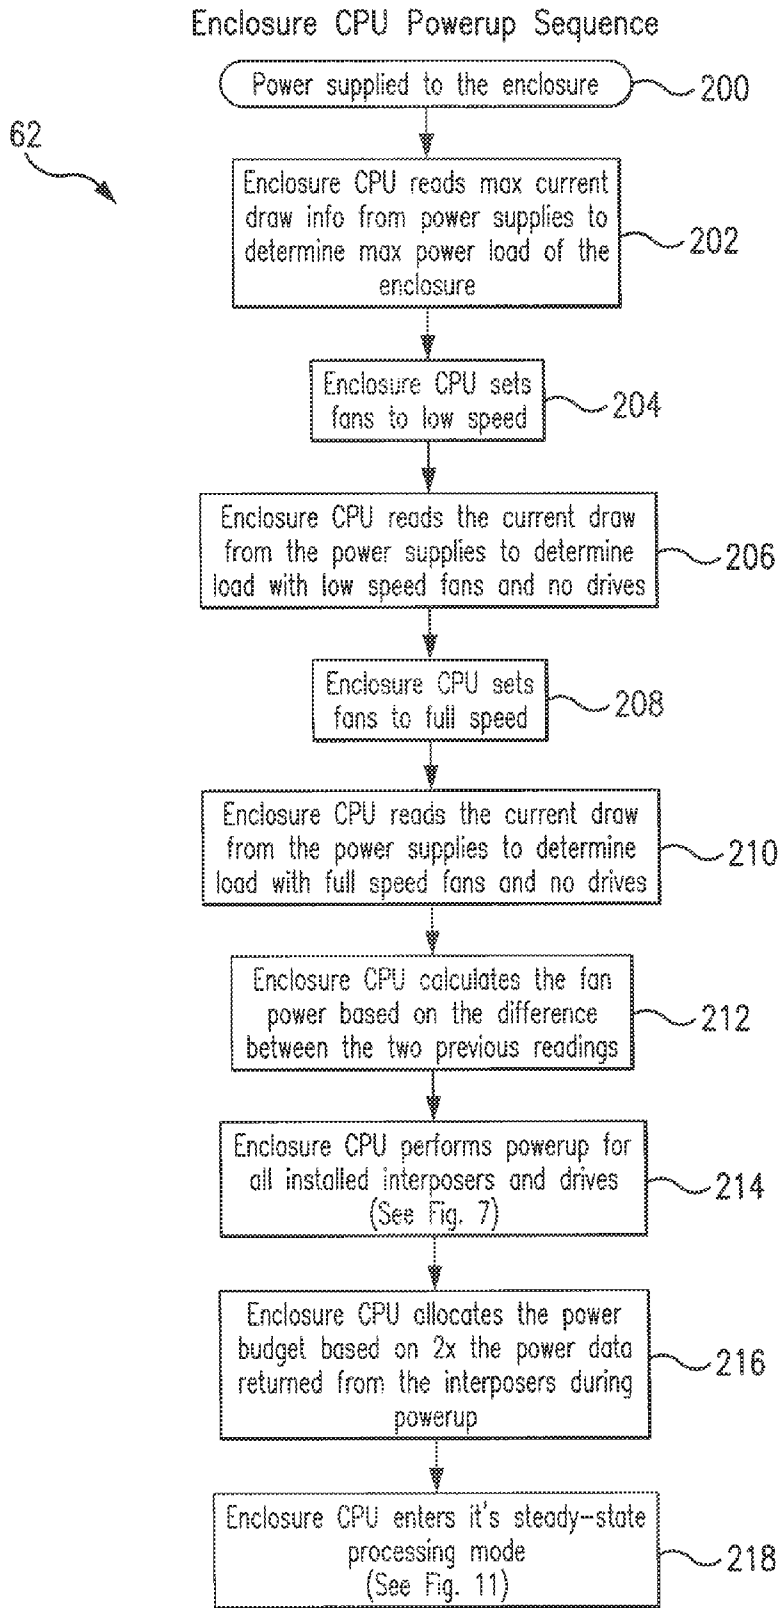 Enclosure CPU Powerup Sequence
Power supplied to the enclosure
200
62
Enclosure CPU reads max current
draw info from power supplies to
determine max power load of the
enclosure
202
Enclosure CPU sets
fans to low speed
204
Enclosure CPU reads the current draw
from the power supplies to determine
load with low speed fans and no drives
206
Enclosure CPU sets
fans to full speed
208
Enclosure CPU reads the current draw
from the power supplies to determine
load with full speed fans and no drives
210
Enclosure CPU calculates the fan
power based on the difference
between the two previous readings
212
Enclosure CPU performs powerup for
all installed interposers and drives
(See Fig. 7)
214
Enclosure CPU allocates the power
budget based on 2x the power data
returned from the interposers during
powerup
216
Enclosure CPU enters it's steady-state
processing mode
(See Fig. 11)
218